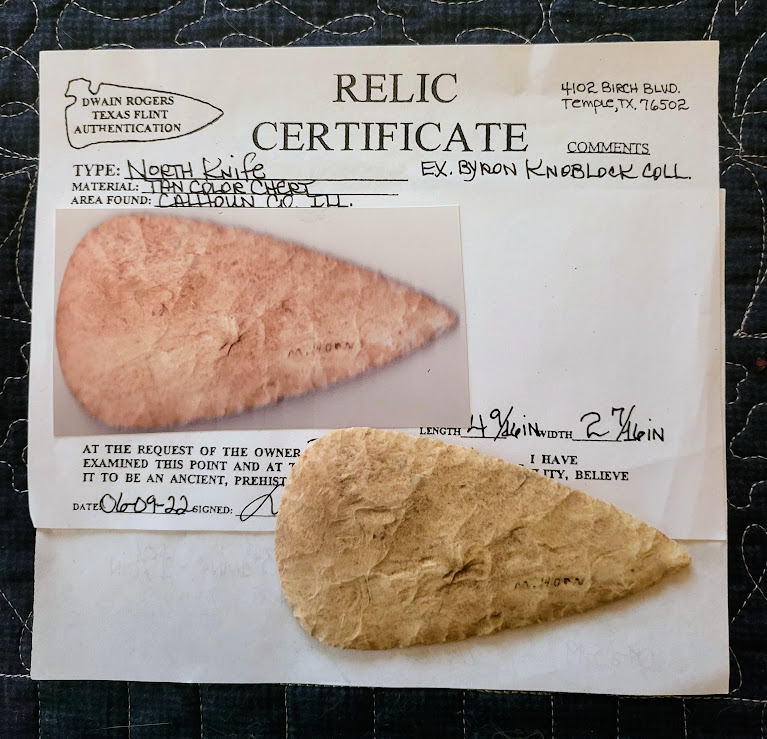 DWAIN ROGERS
TEXAS FLINT
AUTHENTICATION
RELIC
CERTIFICATE
4102 BIRCH BLVD.
TEMPLE, TX. 76502
COMMENTS
EX. BYRON KNOBLOCK COLL.
TYPE: NORTH KNIFE
MATERIAL: TAN COLOR CHERT
AREA FOUND: CALHOUN CO. ILL.
M. HORN
LENGTH 4 9/16 IN WIDTH 2 7/16 IN
AT THE REQUEST OF THE OWNER I HAVE
EXAMINED THIS POINT AND AT BELIEVE
IT TO BE AN ANCIENT,
DATE: 06-09-22 SIGNED:
M. HORN